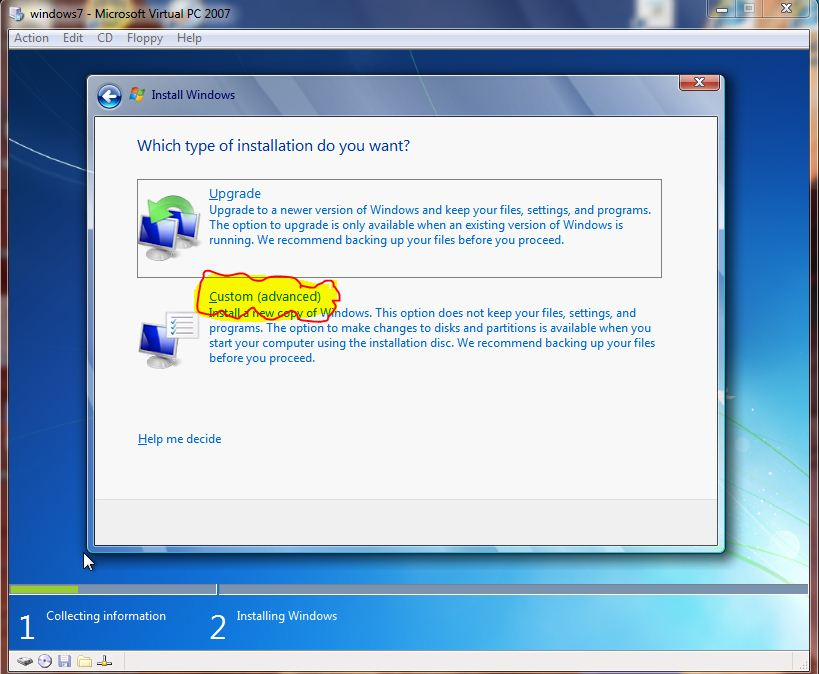 windows7 - Microsoft Virtual PC 2007
Action Edit CD Floppy Help
Install Windows
Which type of installation do you want?
Upgrade
Upgrade to a newer version of Windows and keep your files, settings, and programs.
The option to upgrade is only available when an existing version of Windows is
running. We recommend backing up your files before you proceed.
Custom (advanced)
Install a new copy of Windows. This option does not keep your files, settings, and
programs. The option to make changes to disks and partitions is available when you
start your computer using the installation disc. We recommend backing up your files
before you proceed.
Help me decide
1 Collecting information 2 Installing Windows